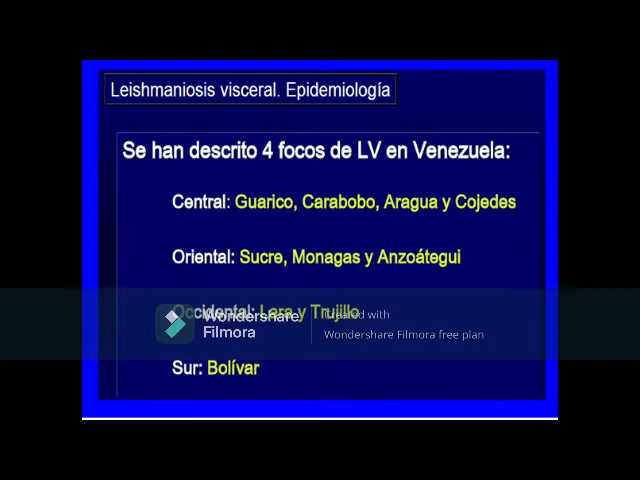 Leishmaniosis visceral. Epidemiología
Se han descrito 4 focos de LV en Venezuela:
Central: Guarico, Carabobo, Aragua y Cojedes
Oriental: Sucre, Monagas y Anzoátegui
Occidental: Lara y Trujillo
Wondershare
Filmora
Created with
Wondershare Filmora free plan
Sur: Bolívar